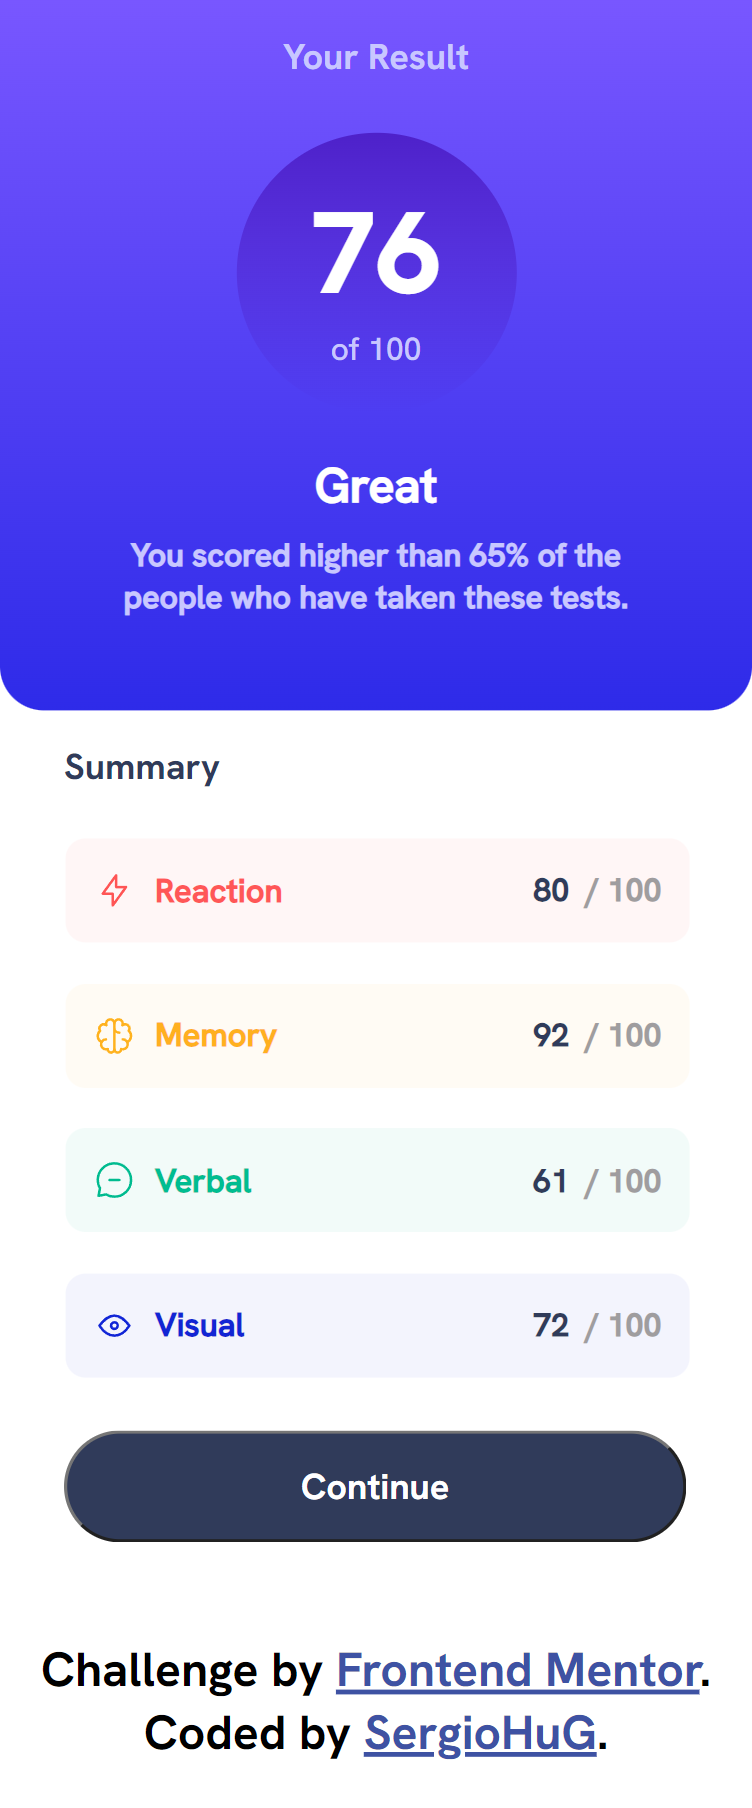 Your Result
76
of 100
Great
You scored higher than 65% of the
people who have taken these tests.
Summary
Reaction 80 / 100
Memory 92 / 100
Verbal 61 / 100
Visual 72 / 100
Continue
Challenge by Frontend Mentor.
Coded by SergioHuG.